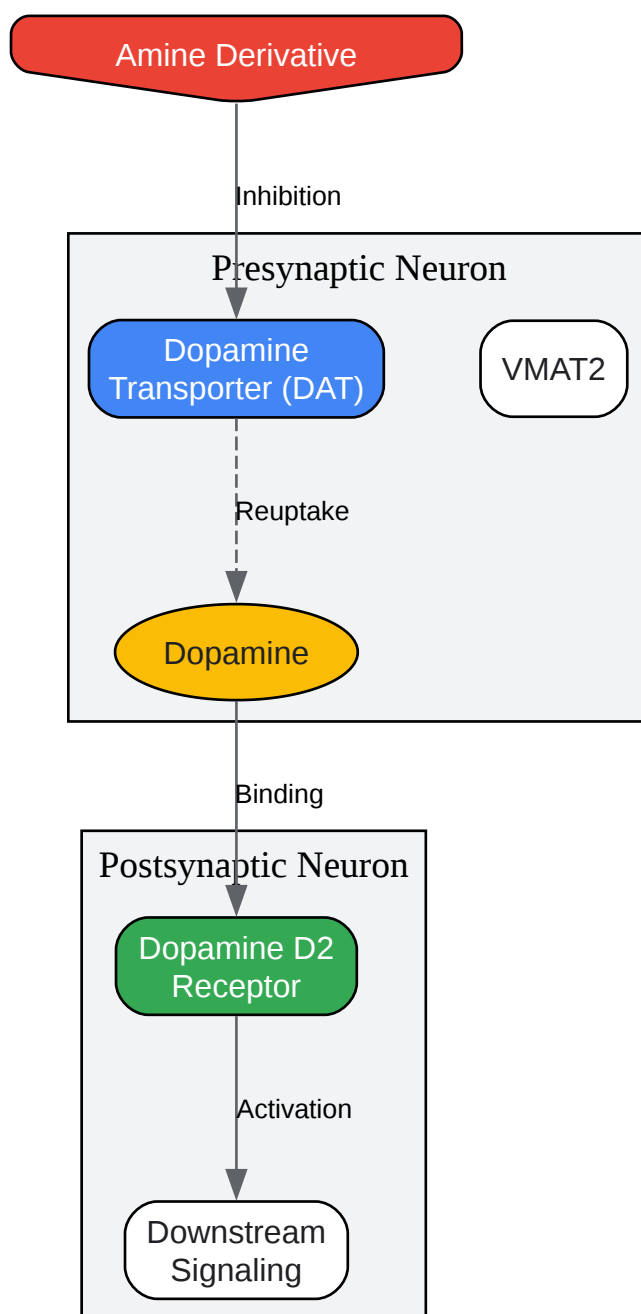 Amine Derivative
Inhibition
Presynaptic Neuron
Dopamine
Transporter (DAT)
VMAT2
Reuptake
Dopamine
Binding
Postsynaptic Neuron
Dopamine D2
Receptor
Activation
Downstream
Signaling